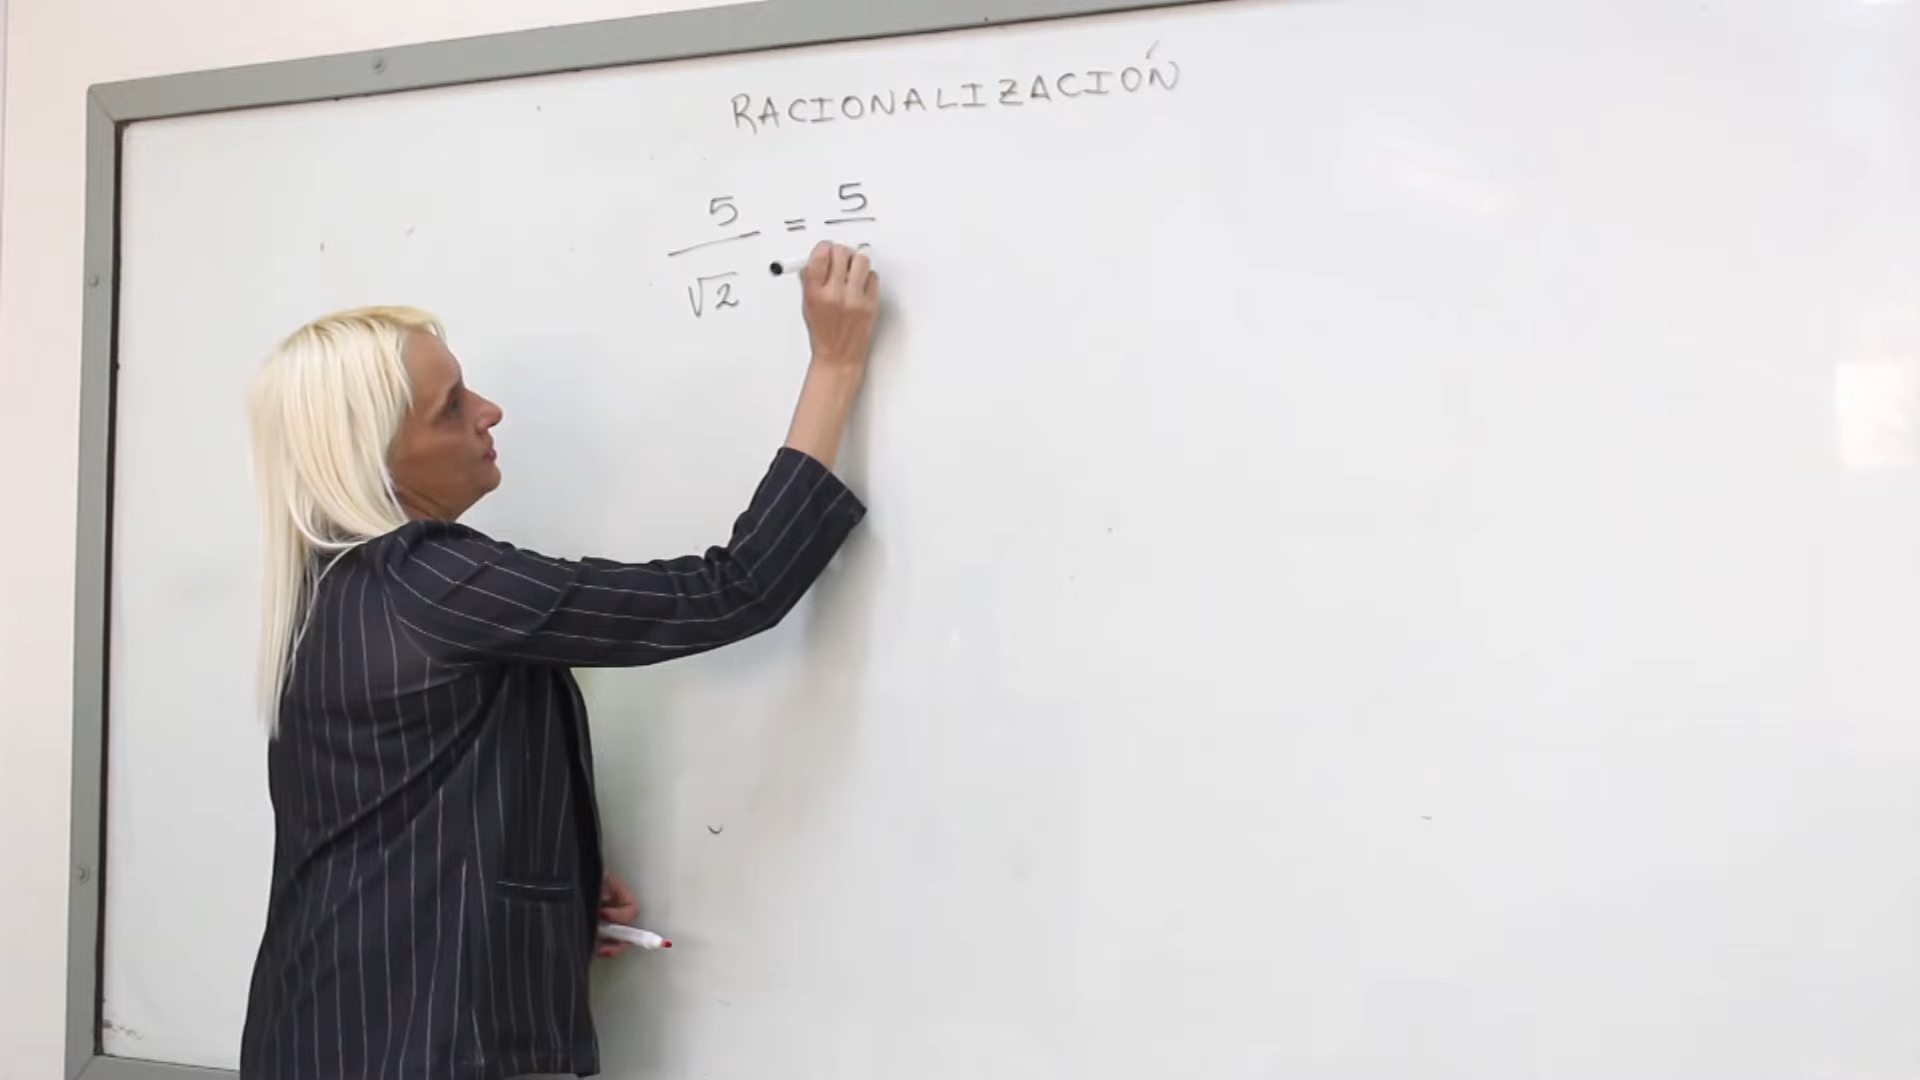 RACIONALIZACIÓN
5/√2 = 5/